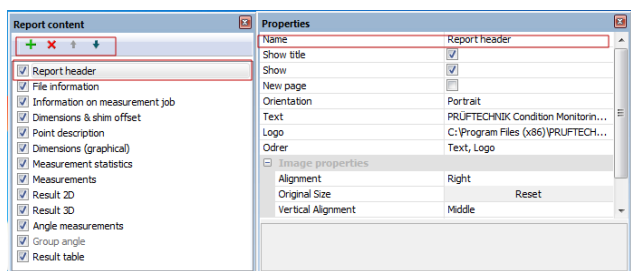 Report content
Report header
File information
Information on measurement job
Dimensions & shim offset
Point description
Dimensions (graphical)
Measurement statistics
Measurements
Result 2D
Result 3D
Angle measurements
Group angle
Result table
Properties
Name Report header
Show title
Show
New page
Orientation Portrait
Text PRÜFTECHNIK Condition Monitorin...
Logo C:\Program Files (x86)\PRUFTECH...
Odrer Text, Logo
Image properties
Alignment Right
Original Size Reset
Vertical Alignment Middle